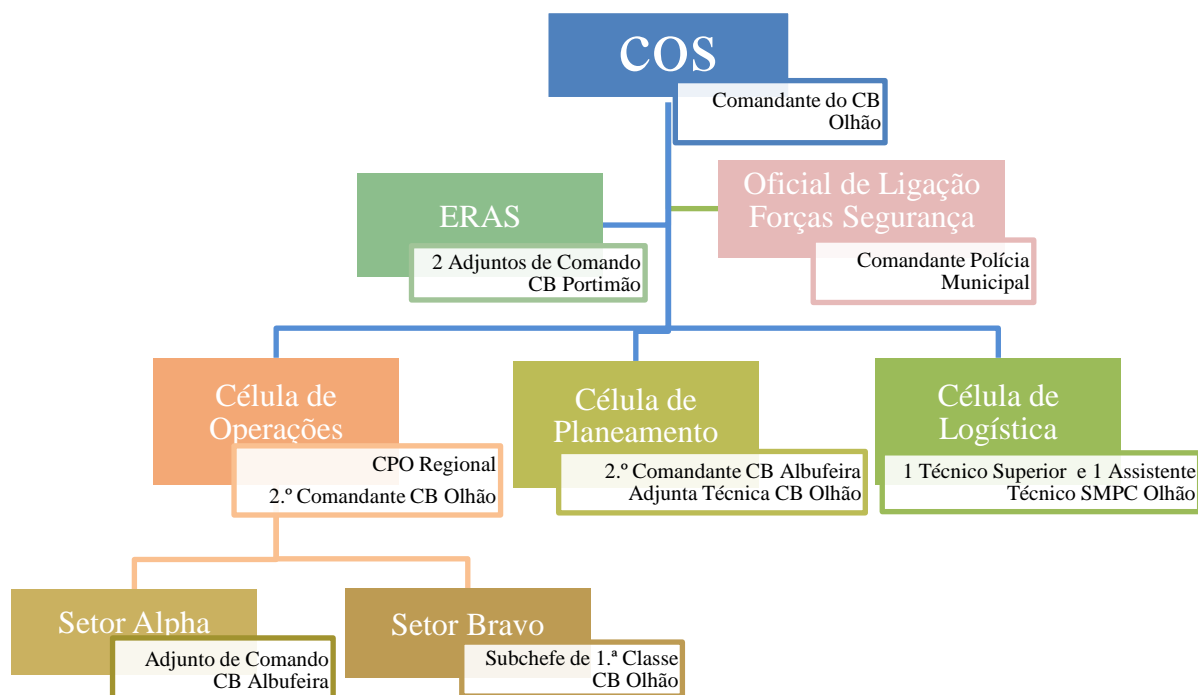 COS
Comandante do CB
Olhão
ERAS
2 Adjuntos de Comando
CB Portimão
Oficial de Ligação
Forças Segurança
Comandante Polícia
Municipal
Célula de
Operações
CPO Regional
2.º Comandante CB Olhão
Célula de
Planeamento
2.º Comandante CB Albufeira
Adjunta Técnica CB Olhão
Célula de
Logística
1 Técnico Superior e 1 Assistente
Técnico SMPC Olhão
Setor Alpha
Adjunto de Comando
CB Albufeira
Setor Bravo
Subchefe de 1.ª Classe
CB Olhão